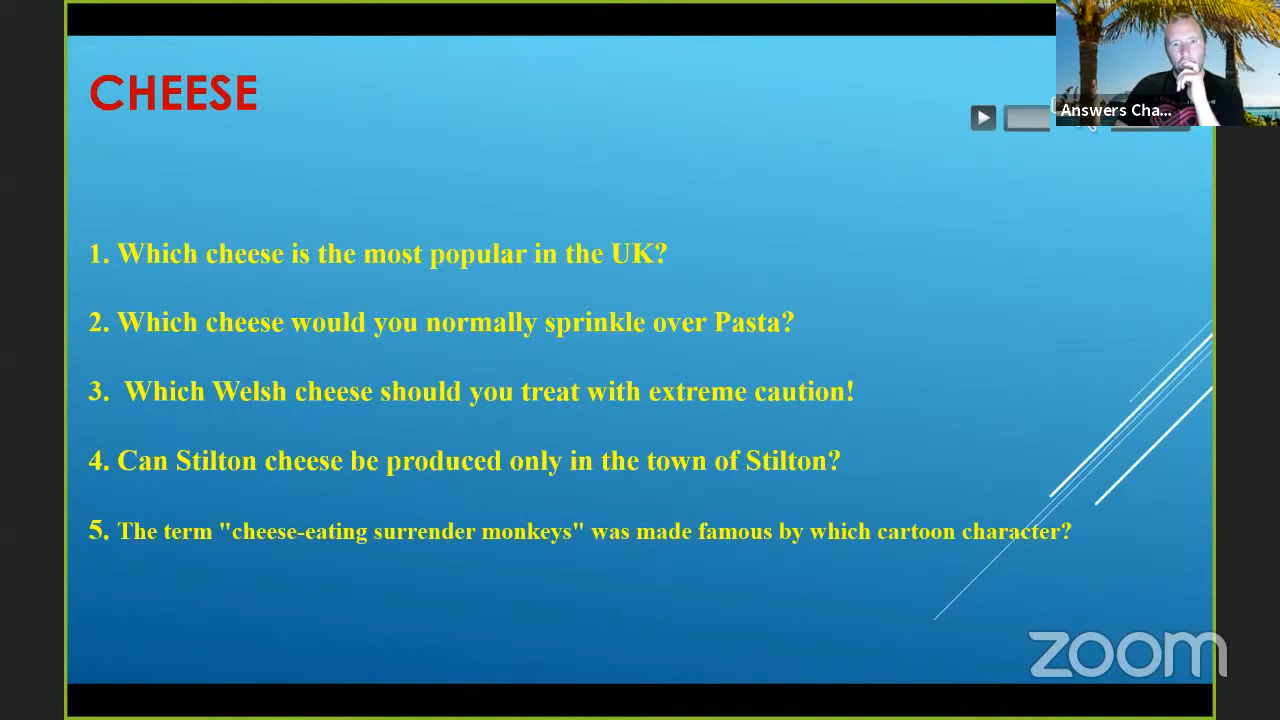 CHEESE
Answers Cha...
1. Which cheese is the most popular in the UK?
2. Which cheese would you normally sprinkle over Pasta?
3. Which Welsh cheese should you treat with extreme caution!
4. Can Stilton cheese be produced only in the town of Stilton?
5. The term "cheese-eating surrender monkeys" was made famous by which cartoon character?
zoom